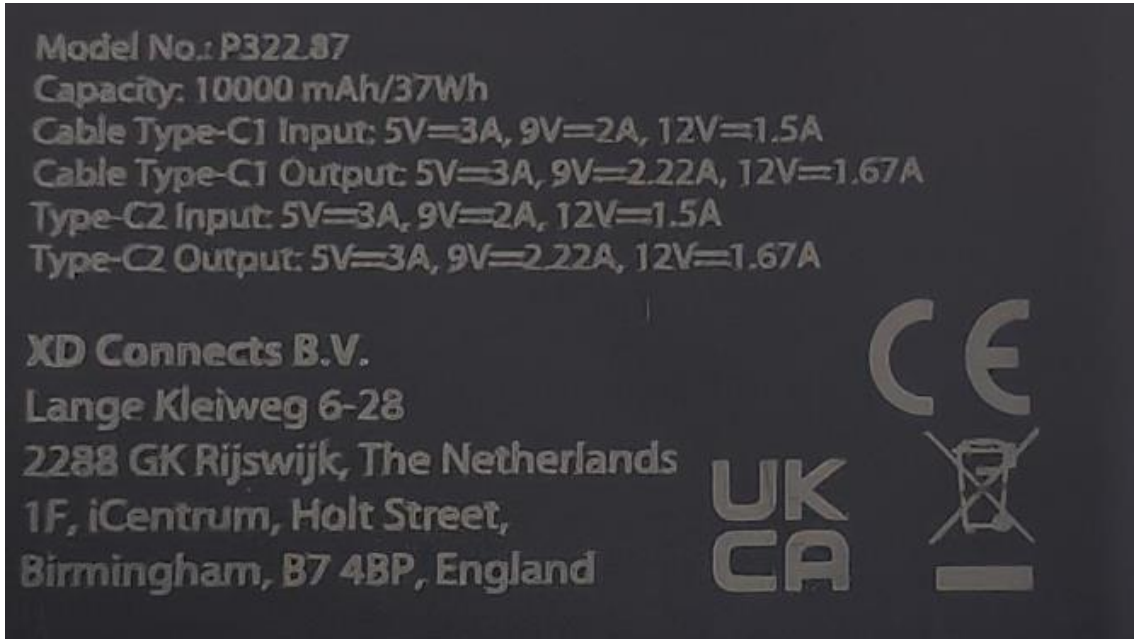 Model No.: P322.87
Capacity: 10000 mAh/37Wh
Cable Type-C1 Input: 5V⎓3A, 9V⎓2A, 12V⎓1.5A
Cable Type-C1 Output: 5V⎓3A, 9V⎓2.22A, 12V⎓1.67A
Type-C2 Input: 5V⎓3A, 9V⎓2A, 12V⎓1.5A
Type-C2 Output: 5V⎓3A, 9V⎓2.22A, 12V⎓1.67A
XD Connects B.V.
Lange Kleiweg 6-28
2288 GK Rijswijk, The Netherlands
1F, iCentrum, Holt Street,
Birmingham, B7 4BP, England
CE
UK
CA